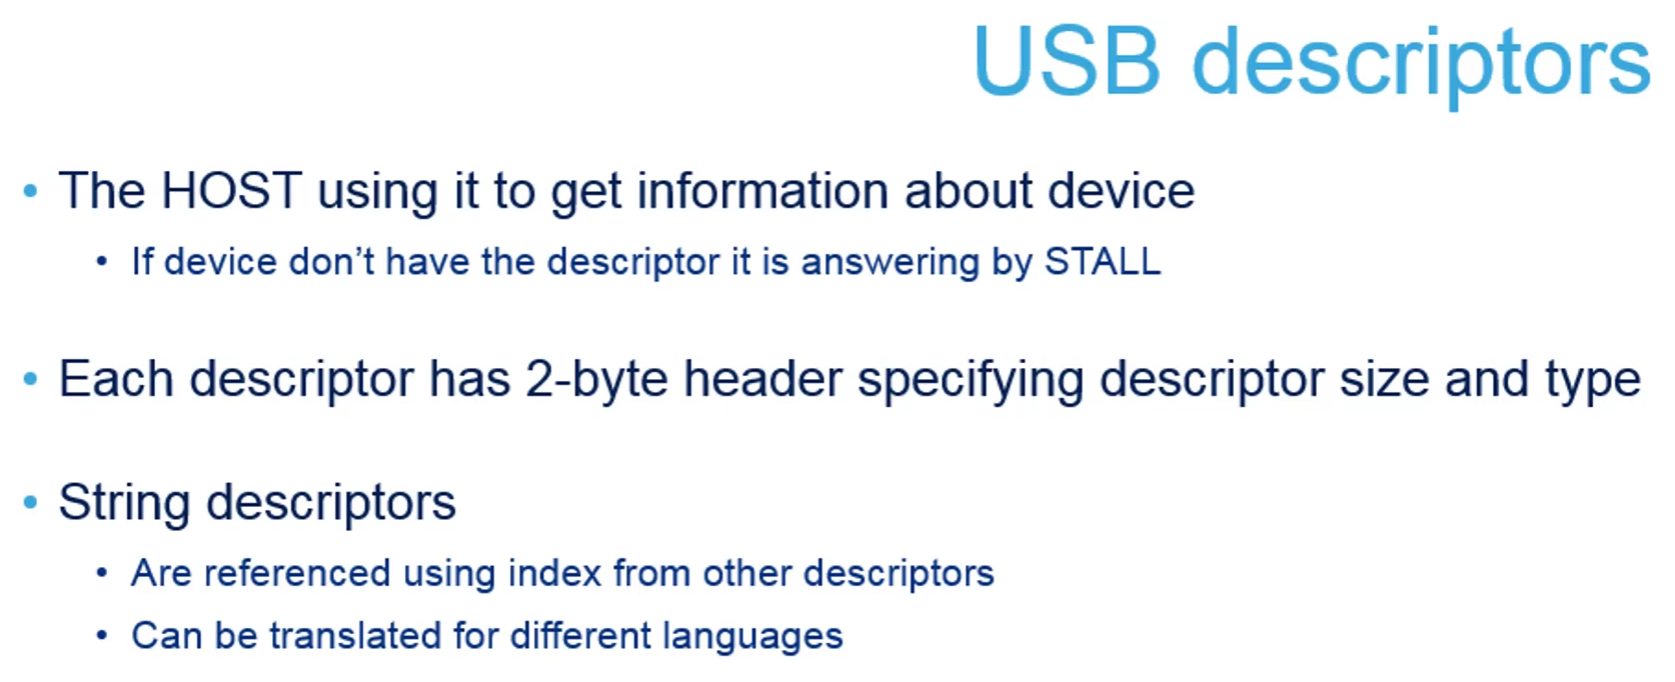 USB descriptors
• The HOST using it to get information about device
• If device don't have the descriptor it is answering by STALL
• Each descriptor has 2-byte header specifying descriptor size and type
• String descriptors
• Are referenced using index from other descriptors
• Can be translated for different languages